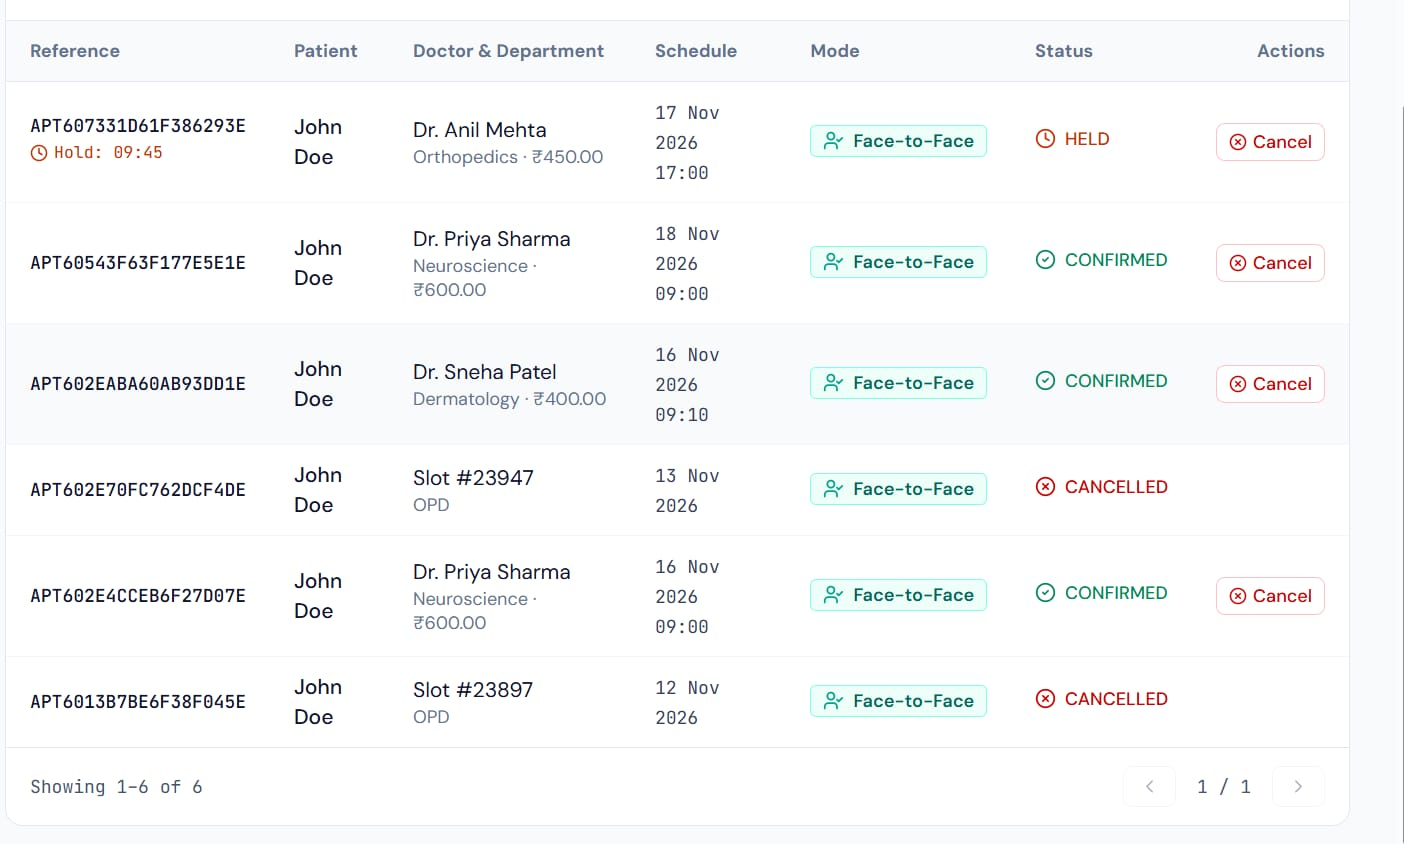 Reference Patient Doctor & Department Schedule Mode Status Actions
APT607331D61F386293E
Hold: 09:45
John
Doe
Dr. Anil Mehta
Orthopedics · ₹450.00
17 Nov
2026
17:00
Face-to-Face
HELD
Cancel
APT60543F63F177E5E1E
John
Doe
Dr. Priya Sharma
Neuroscience ·
₹600.00
18 Nov
2026
09:00
Face-to-Face
CONFIRMED
Cancel
APT602EABA60AB93DD1E
John
Doe
Dr. Sneha Patel
Dermatology · ₹400.00
16 Nov
2026
09:10
Face-to-Face
CONFIRMED
Cancel
APT602E70FC762DCF4DE
John
Doe
Slot #23947
OPD
13 Nov
2026
Face-to-Face
CANCELLED
APT602E4CCEB6F27D07E
John
Doe
Dr. Priya Sharma
Neuroscience ·
₹600.00
16 Nov
2026
09:00
Face-to-Face
CONFIRMED
Cancel
APT6013B7BE6F38F045E
John
Doe
Slot #23897
OPD
12 Nov
2026
Face-to-Face
CANCELLED
Showing 1–6 of 6
1 / 1